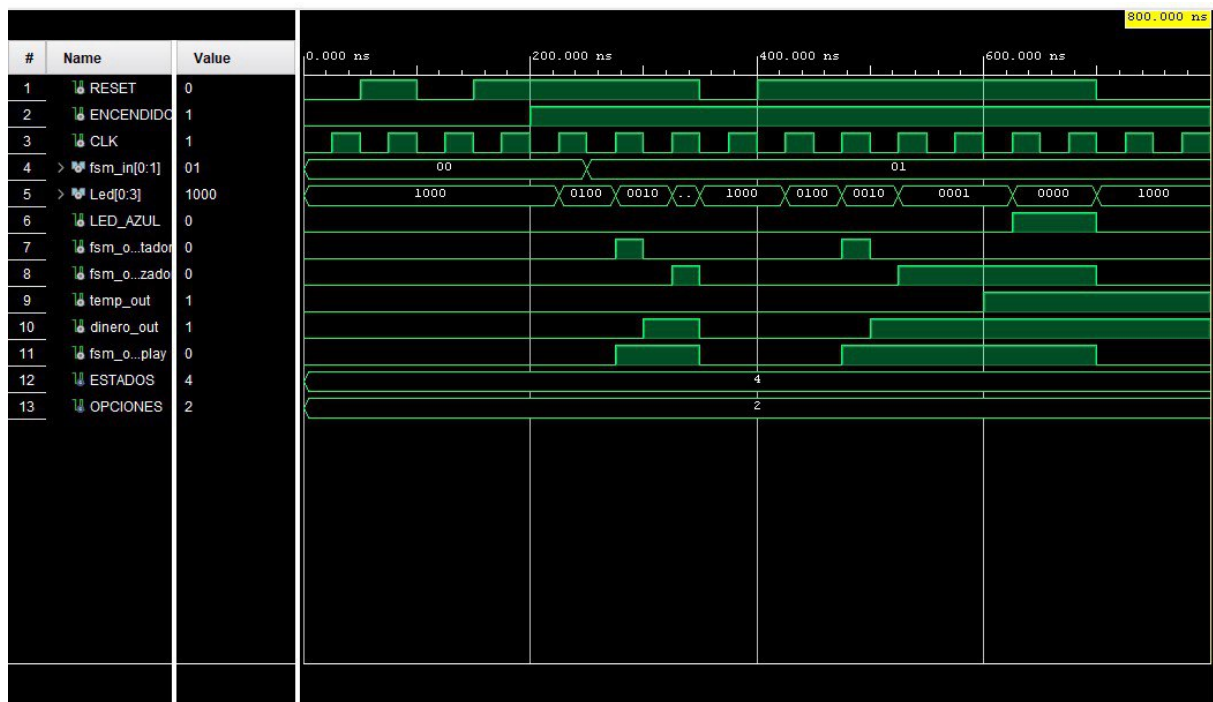 800.000 ns
# Name Value 0.000 ns 200.000 ns 400.000 ns 600.000 ns
1 RESET 0
2 ENCENDIDO 1
3 CLK 1
4 > fsm_in[0:1] 01 00 01
5 > Led[0:3] 1000 1000 0100 0010 .. 1000 0100 0010 0001 0000 1000
6 LED_AZUL 0
7 fsm_o...tador 0
8 fsm_o...zado 0
9 temp_out 1
10 dinero_out 1
11 fsm_o...play 0
12 ESTADOS 4 4
13 OPCIONES 2 2